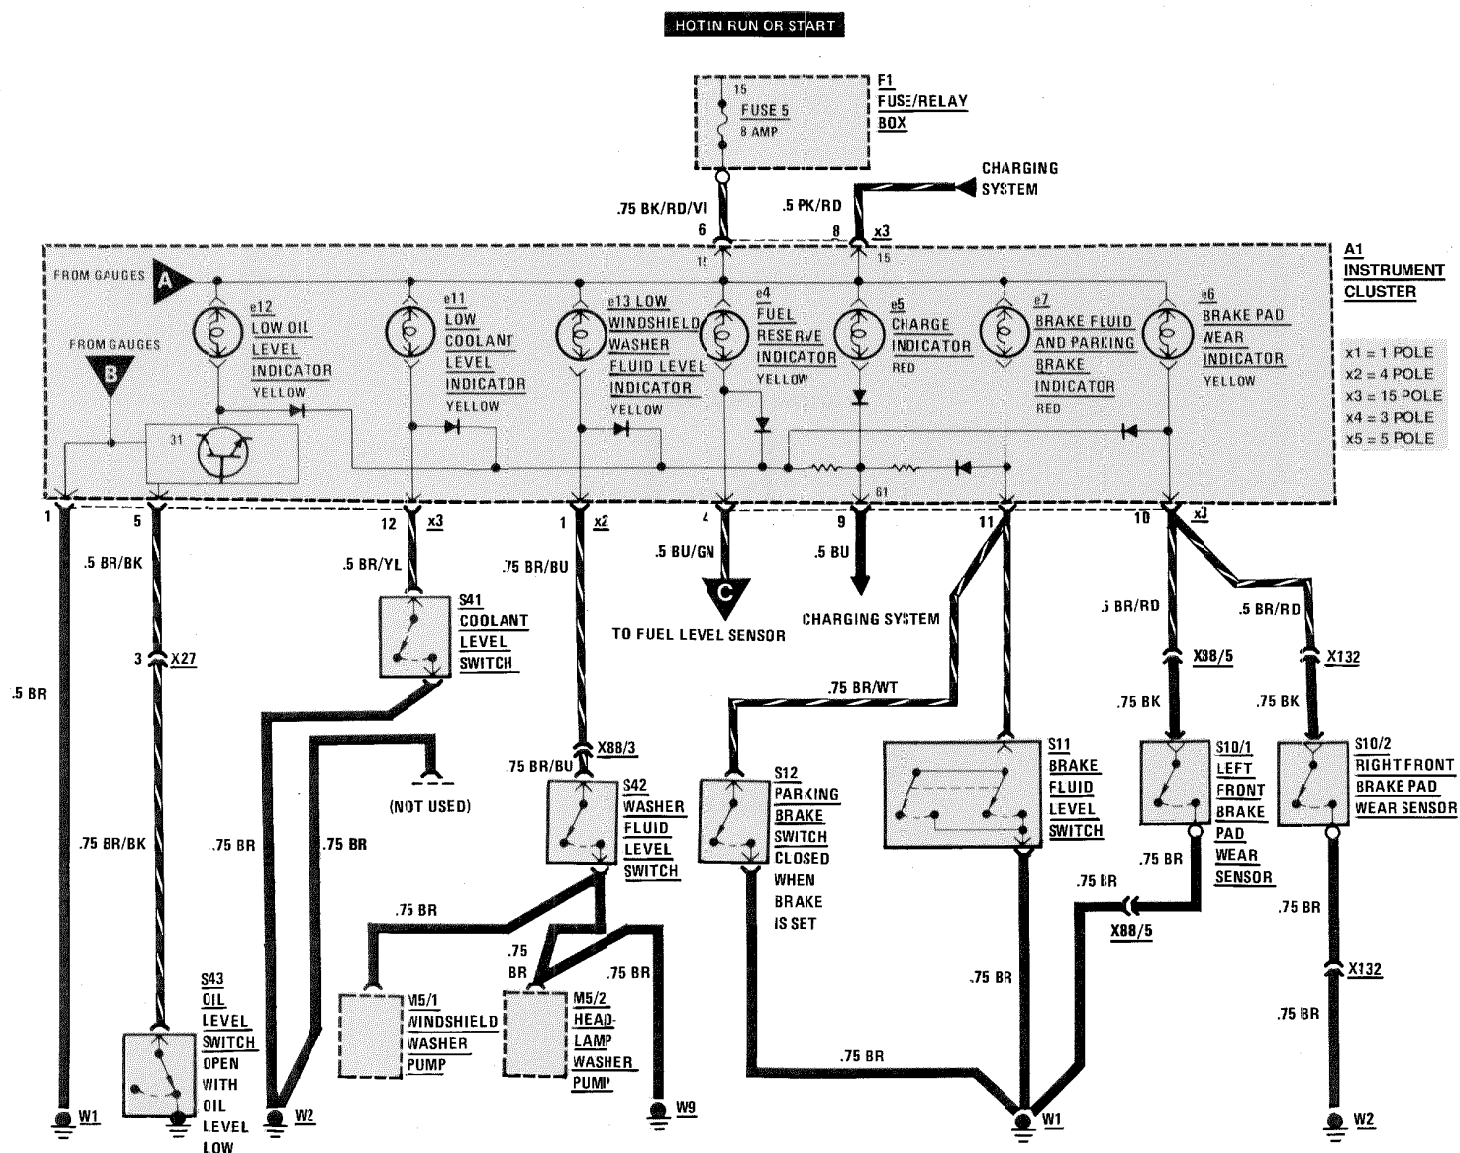 HOT IN RUN OR START
15
FUSE 5
8 AMP
F1
FUSE/RELAY
BOX
CHARGING
SYSTEM
.75 BK/RD/VI
.5 PK/RD
6
8
x3
15
15
A1
INSTRUMENT
CLUSTER
FROM GAUGES
A
e12
LOW OIL
LEVEL
INDICATOR
YELLOW
e11
LOW
COOLANT
LEVEL
INDICATOR
YELLOW
e13 LOW
WINDSHIELD
WASHER
FLUID LEVEL
INDICATOR
YELLOW
e4
FUEL
RESERVE
INDICATOR
YELLOW
e5
CHARGE
INDICATOR
RED
e7
BRAKE FLUID
AND PARKING
BRAKE
INDICATOR
RED
e6
BRAKE PAD
WEAR
INDICATOR
YELLOW
x1 = 1 POLE
x2 = 4 POLE
x3 = 15 POLE
x4 = 3 POLE
x5 = 5 POLE
FROM GAUGES
B
31
61
1
5
12
x3
1
x2
4
9
11
10
x3
.5 BR/BK
.5 BR/YL
.75 BR/BU
.5 BU/GN
.5 BU
.5 BR/RD
.5 BR/RD
C
TO FUEL LEVEL SENSOR
CHARGING SYSTEM
S41
COOLANT
LEVEL
SWITCH
3
X27
X88/5
X132
.5 BR
.75 BR/WT
.75 BK
.75 BK
X88/3
.75 BR/BU
(NOT USED)
S42
WASHER
FLUID
LEVEL
SWITCH
S12
PARKING
BRAKE
SWITCH
CLOSED
WHEN
BRAKE
IS SET
S11
BRAKE
FLUID
LEVEL
SWITCH
S10/1
LEFT
FRONT
BRAKE
PAD
WEAR
SENSOR
S10/2
RIGHT FRONT
BRAKE PAD
WEAR SENSOR
.75 BR/BK
.75 BR
.75 BR
.75 BR
.75 BR
.75 BR
.75 BR
X88/5
.75
BR
.75 BR
.75 BR
X132
.75 BR
S43
OIL
LEVEL
SWITCH
OPEN
WITH
OIL
LEVEL
LOW
M5/1
WINDSHIELD
WASHER
PUMP
M5/2
HEAD-
LAMP
WASHER
PUMP
.75 BR
W1
W2
W9
W1
W2